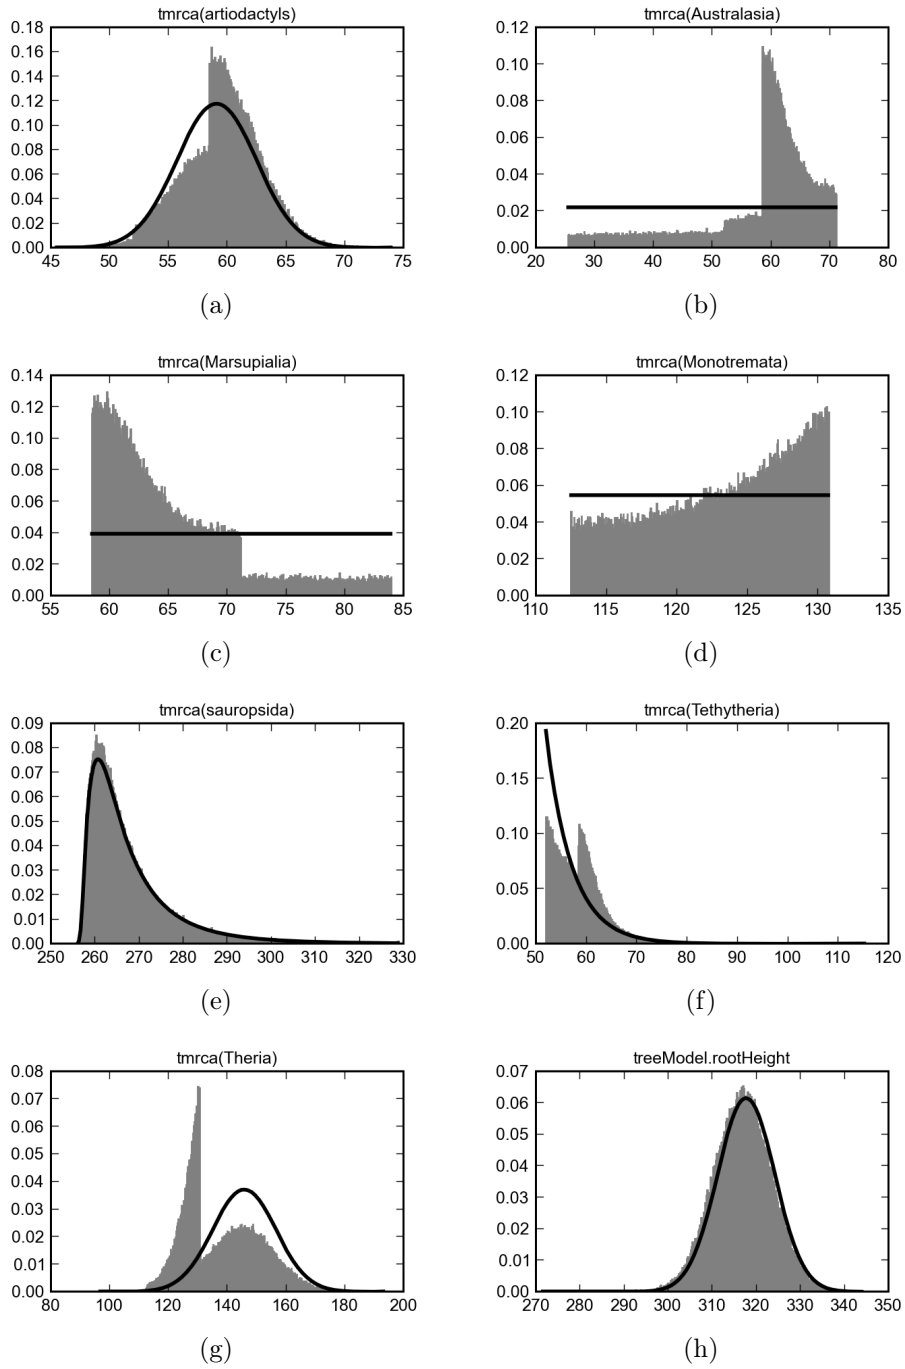 tmrca(artiodactyls)
0.18
0.16
0.14
0.12
0.10
0.08
0.06
0.04
0.02
0.00
45 50 55 60 65 70 75
(a)
tmrca(Australasia)
0.12
0.10
0.08
0.06
0.04
0.02
0.00
20 30 40 50 60 70 80
(b)
tmrca(Marsupialia)
0.14
0.12
0.10
0.08
0.06
0.04
0.02
0.00
55 60 65 70 75 80 85
(c)
tmrca(Monotremata)
0.12
0.10
0.08
0.06
0.04
0.02
0.00
110 115 120 125 130 135
(d)
tmrca(sauropsida)
0.09
0.08
0.07
0.06
0.05
0.04
0.03
0.02
0.01
0.00
250 260 270 280 290 300 310 320 330
(e)
tmrca(Tethytheria)
0.20
0.15
0.10
0.05
0.00
50 60 70 80 90 100 110 120
(f)
tmrca(Theria)
0.08
0.07
0.06
0.05
0.04
0.03
0.02
0.01
0.00
80 100 120 140 160 180 200
(g)
treeModel.rootHeight
0.07
0.06
0.05
0.04
0.03
0.02
0.01
0.00
270 280 290 300 310 320 330 340 350
(h)